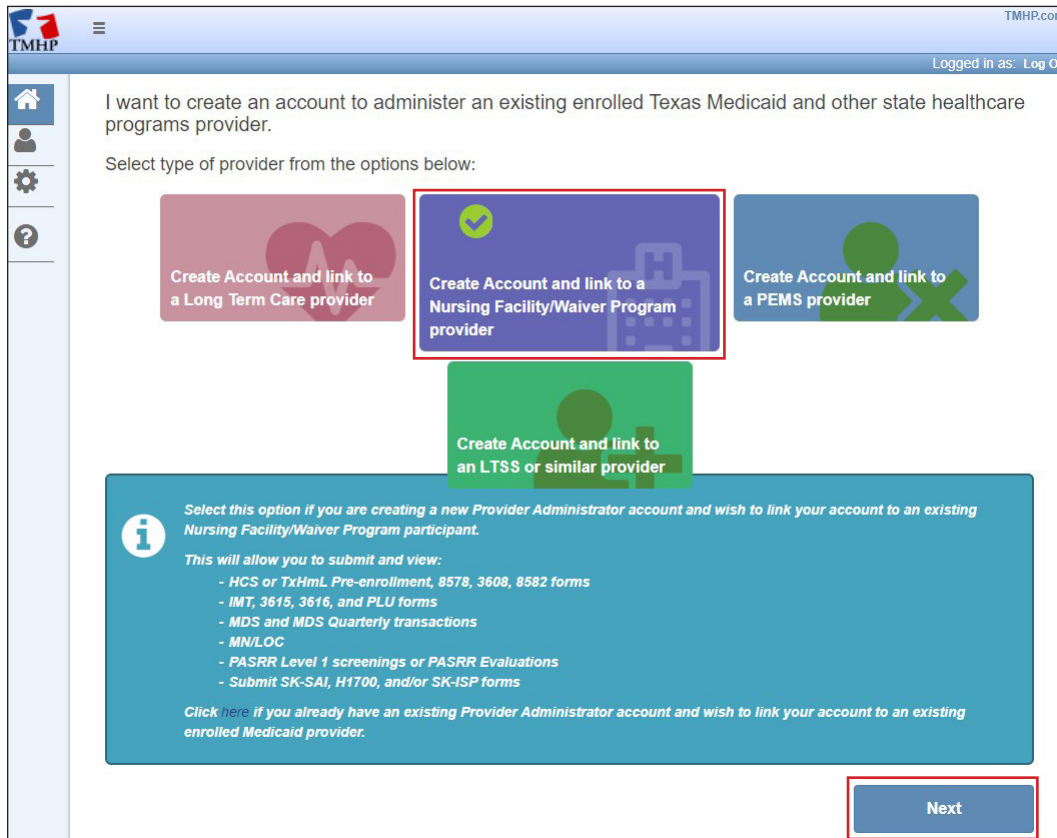 TMHP.com
TMHP
Logged in as: Log O
I want to create an account to administer an existing enrolled Texas Medicaid and other state healthcare
programs provider.
Select type of provider from the options below:
Create Account and link to
a Long Term Care provider
Create Account and link to a
Nursing Facility/Waiver Program
provider
Create Account and link to
a PEMS provider
Create Account and link to
an LTSS or similar provider
Select this option if you are creating a new Provider Administrator account and wish to link your account to an existing
Nursing Facility/Waiver Program participant.
This will allow you to submit and view:
- HCS or TxHmL Pre-enrollment, 8578, 3608, 8582 forms
- IMT, 3615, 3616, and PLU forms
- MDS and MDS Quarterly transactions
- MN/LOC
- PASRR Level 1 screenings or PASRR Evaluations
- Submit SK-SAI, H1700, and/or SK-ISP forms
Click here if you already have an existing Provider Administrator account and wish to link your account to an existing
enrolled Medicaid provider.
Next